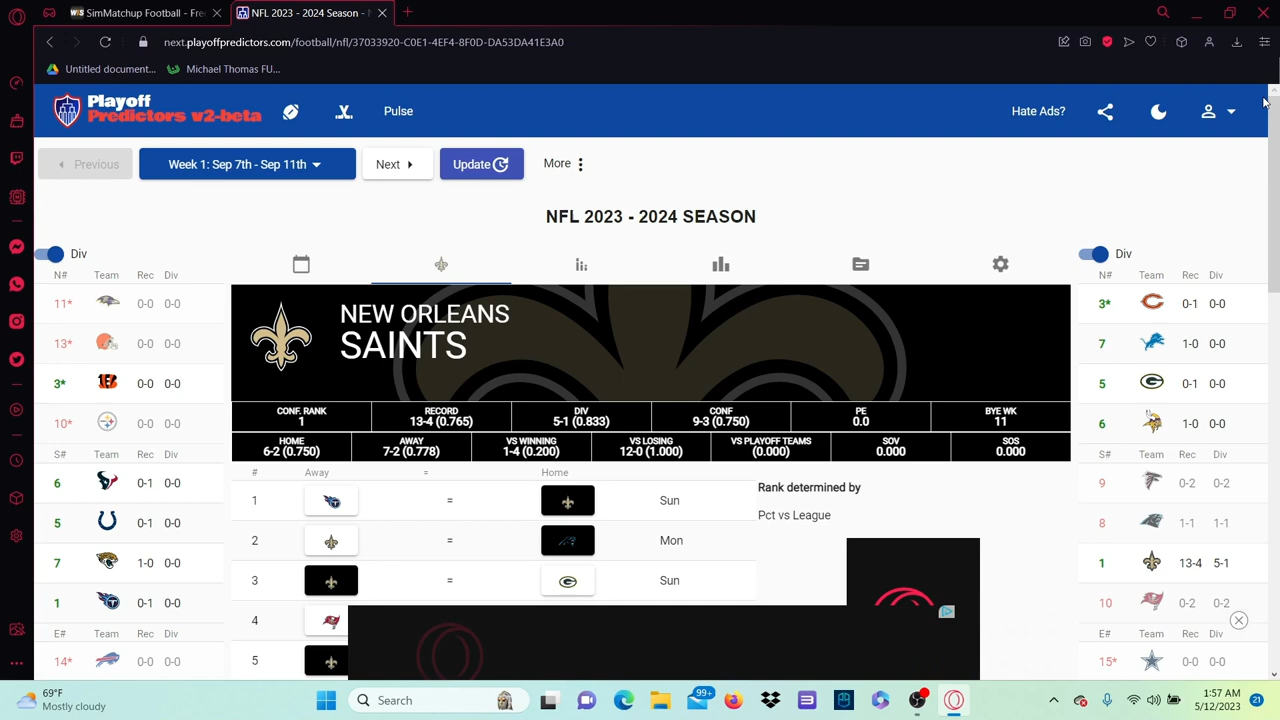 SimMatchup Football - Fre
NFL 2023 - 2024 Season - N
next.playoffpredictors.com/football/nfl/37033920-C0E1-4EF4-8F0D-DA53DA41E3A0
Untitled document...
Michael Thomas FU...
Playoff
Predictors v2-beta
Pulse
Hate Ads?
Previous
Week 1: Sep 7th - Sep 11th
Next
Update
More
NFL 2023 - 2024 SEASON
Div
N# Team Rec Div
11* 0-0 0-0
13* 0-0 0-0
3* 0-0 0-0
10* 0-0 0-0
S# Team Rec Div
6 0-1 0-0
5 0-1 0-0
7 1-0 0-0
1 0-1 0-0
E# Team Rec Div
14* 0-0 0-0
NEW ORLEANS
SAINTS
CONF. RANK
1
RECORD
13-4 (0.765)
DIV
5-1 (0.833)
CONF
9-3 (0.750)
PE
0.0
BYE WK
11
HOME
6-2 (0.750)
AWAY
7-2 (0.778)
VS WINNING
1-4 (0.200)
VS LOSING
12-0 (1.000)
VS PLAYOFF TEAMS
(0.000)
SOV
0.000
SOS
0.000
# Away = Home
1 = Sun
2 = Mon
3 = Sun
4
5
Rank determined by
Pct vs League
Div
N# Team Rec Div
3* 0-1 0-0
7 1-0 0-0
5 0-1 0-0
6 1-0 0-0
S# Team Rec Div
9 0-2 0-2
8 1-1 1-1
1 13-4 5-1
10 0-2 0-2
E# Team Rec Div
15* 0-0 0-0
69°F
Mostly cloudy
Search
99+
1:57 AM
5/12/2023
21